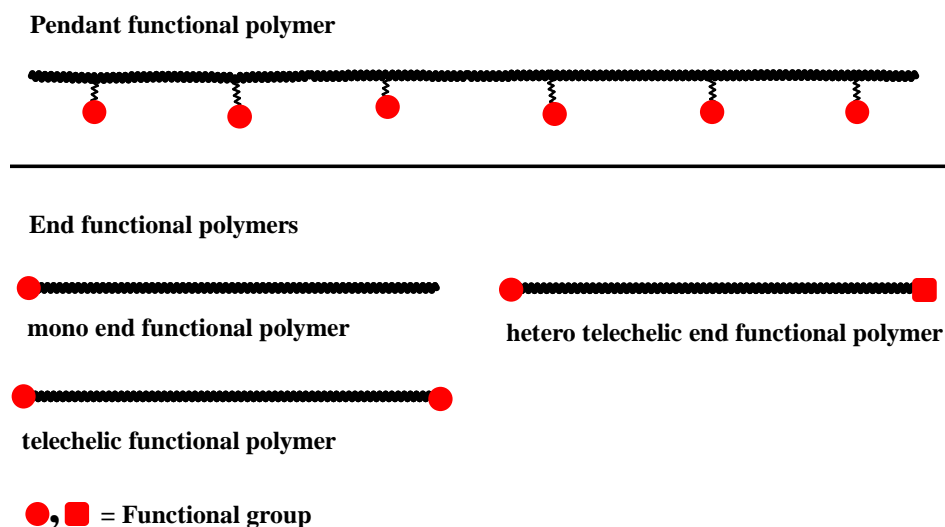 Pendant functional polymer
End functional polymers
mono end functional polymer
hetero telechelic end functional polymer
telechelic functional polymer
, = Functional group